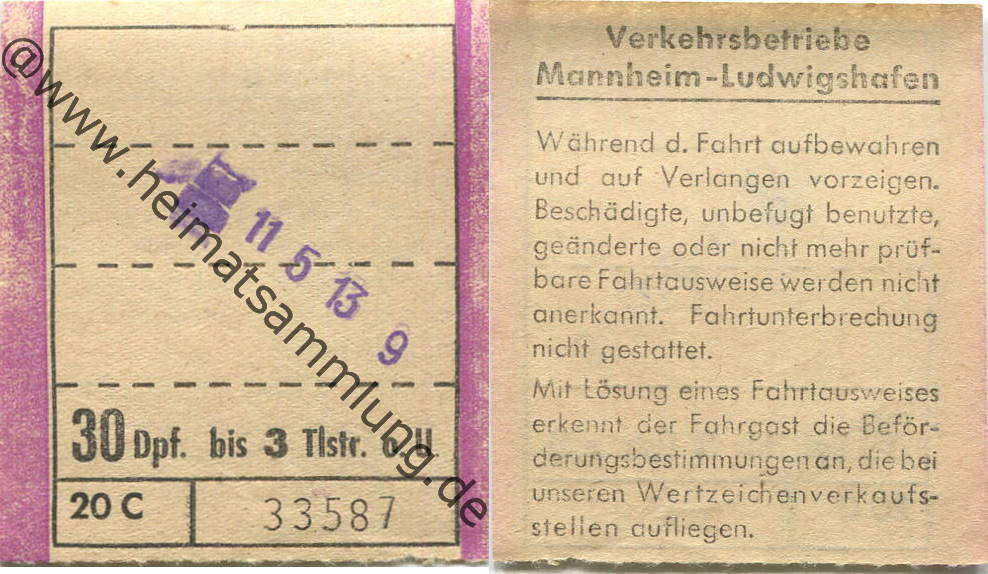 11 5 13 9
30 Dpf. bis 3 Tlstr. o.U.
20 C 33587
@www.heimatsammlung.de
Verkehrsbetriebe
Mannheim-Ludwigshafen
Während d. Fahrt aufbewahren
und auf Verlangen vorzeigen.
Beschädigte, unbefugt benutzte,
geänderte oder nicht mehr prüf-
bare Fahrtausweise werden nicht
anerkannt. Fahrtunterbrechung
nicht gestattet.
Mit Lösung eines Fahrtausweises
erkennt der Fahrgast die Beför-
derungsbestimmungen an, die bei
unseren Wertzeichenverkaufs-
stellen aufliegen.